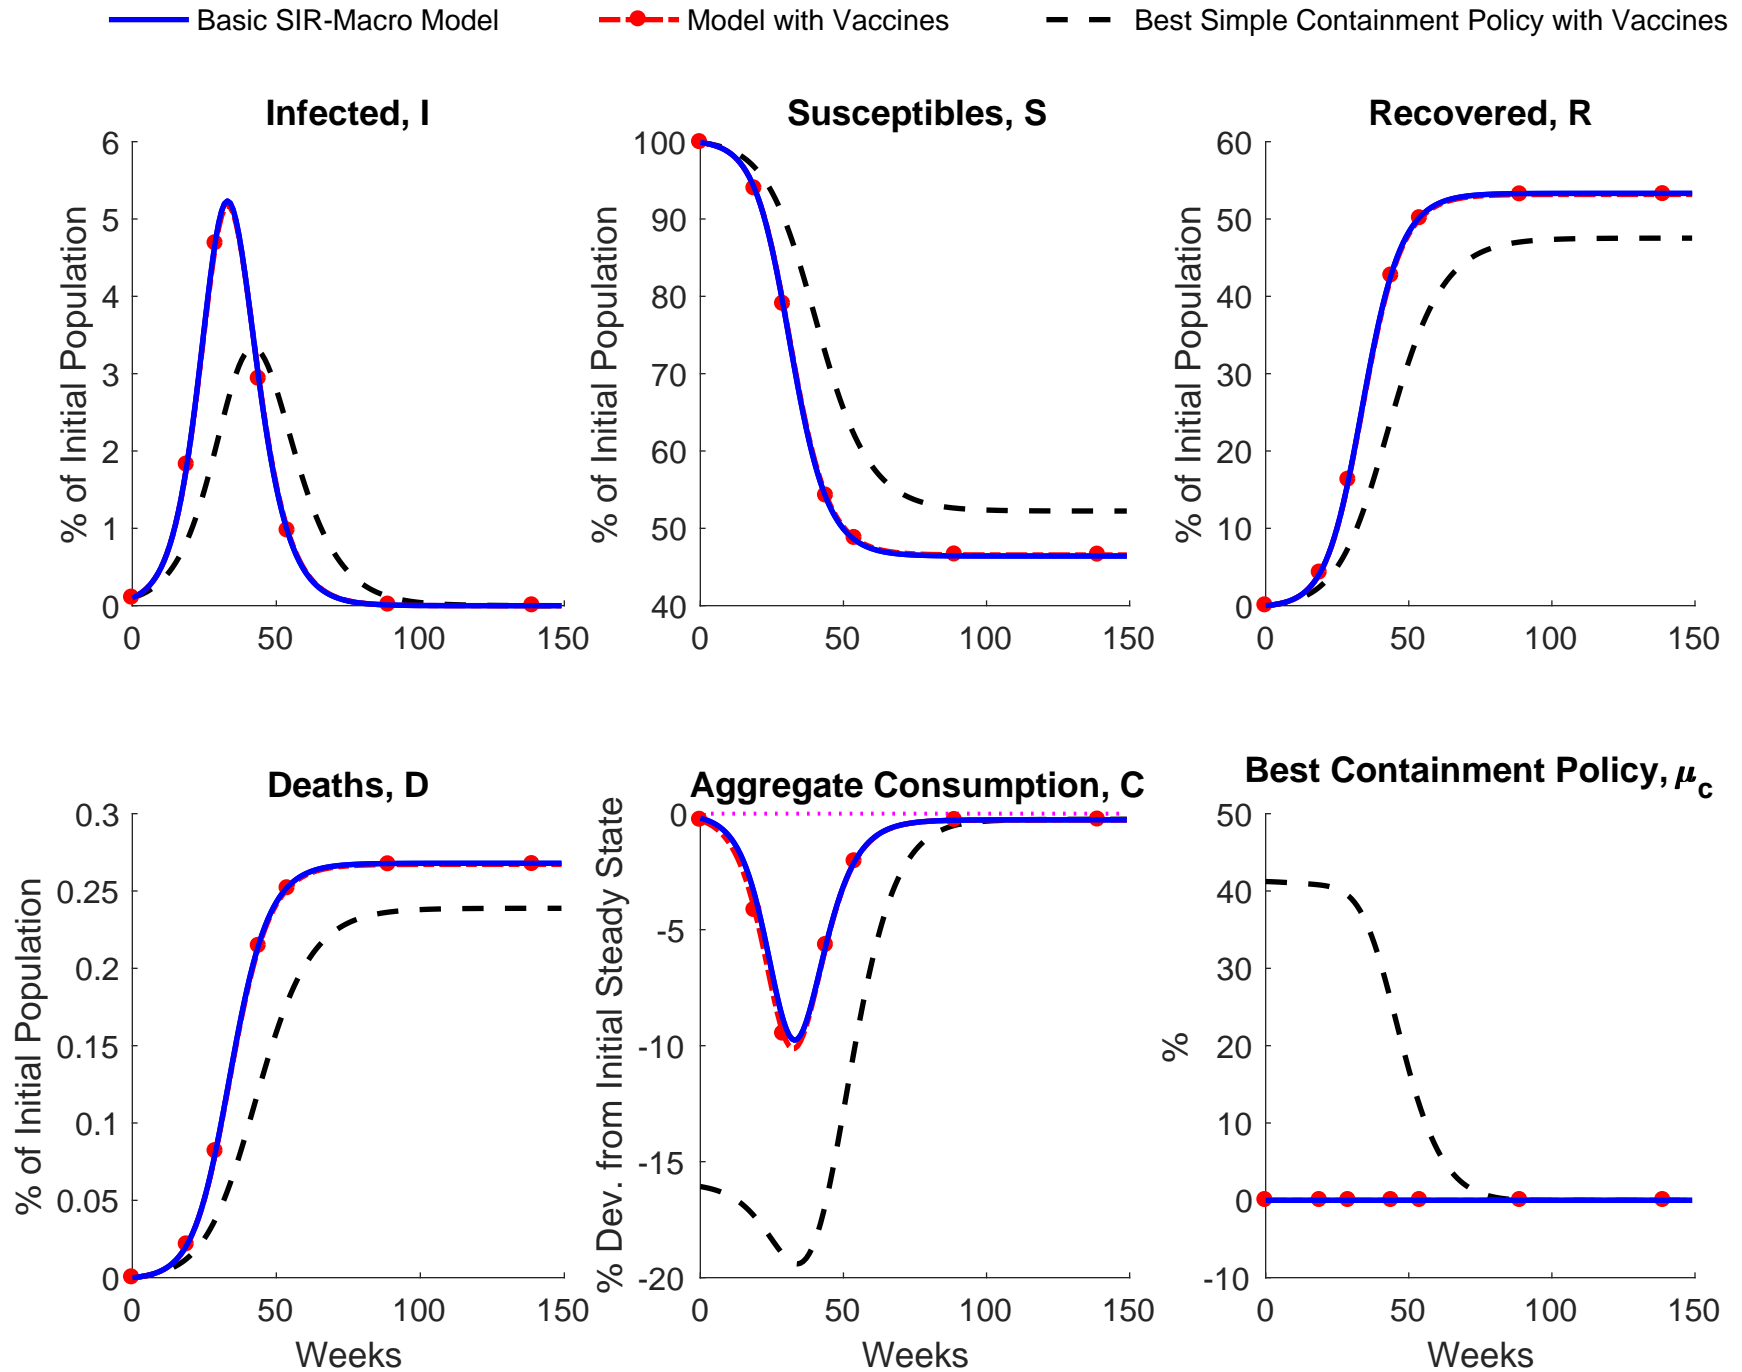 Basic SIR-Macro Model
Model with Vaccines
Best Simple Containment Policy with Vaccines
Infected, I
% of Initial Population
6
5
4
3
2
1
0
0 50 100 150
Susceptibles, S
% of Initial Population
100
90
80
70
60
50
40
0 50 100 150
Recovered, R
% of Initial Population
60
50
40
30
20
10
0
0 50 100 150
Deaths, D
% of Initial Population
0.3
0.25
0.2
0.15
0.1
0.05
0
0 50 100 150
Weeks
Aggregate Consumption, C
% Dev. from Initial Steady State
0
-5
-10
-15
-20
0 50 100 150
Weeks
Best Containment Policy, μc
%
50
40
30
20
10
0
-10
0 50 100 150
Weeks